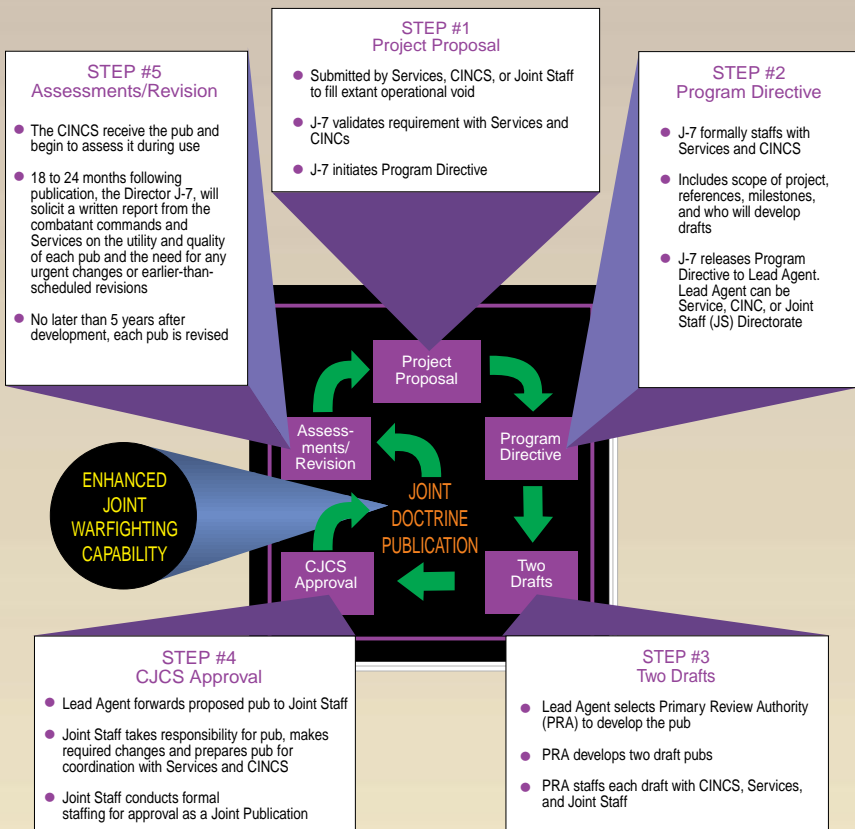 STEP #1
Project Proposal
● Submitted by Services, CINCS, or Joint Staff
to fill extant operational void
● J-7 validates requirement with Services and
CINCs
● J-7 initiates Program Directive
STEP #5
Assessments/Revision
● The CINCS receive the pub and
begin to assess it during use
● 18 to 24 months following
publication, the Director J-7, will
solicit a written report from the
combatant commands and
Services on the utility and quality
of each pub and the need for any
urgent changes or earlier-than-
scheduled revisions
● No later than 5 years after
development, each pub is revised
STEP #2
Program Directive
● J-7 formally staffs with
Services and CINCS
● Includes scope of project,
references, milestones,
and who will develop
drafts
● J-7 releases Program
Directive to Lead Agent.
Lead Agent can be
Service, CINC, or Joint
Staff (JS) Directorate
Project
Proposal
Assess-
ments/
Revision
Program
Directive
ENHANCED
JOINT
WARFIGHTING
CAPABILITY
JOINT
DOCTRINE
PUBLICATION
CJCS
Approval
Two
Drafts
STEP #4
CJCS Approval
● Lead Agent forwards proposed pub to Joint Staff
● Joint Staff takes responsibility for pub, makes
required changes and prepares pub for
coordination with Services and CINCS
● Joint Staff conducts formal
staffing for approval as a Joint Publication
STEP #3
Two Drafts
● Lead Agent selects Primary Review Authority
(PRA) to develop the pub
● PRA develops two draft pubs
● PRA staffs each draft with CINCS, Services,
and Joint Staff